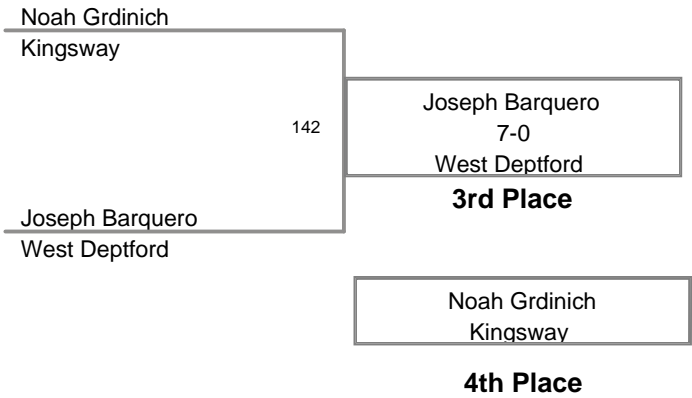 Noah Grdinich
Kingsway
142
Joseph Barquero
7-0
West Deptford
3rd Place
Joseph Barquero
West Deptford
Noah Grdinich
Kingsway
4th Place